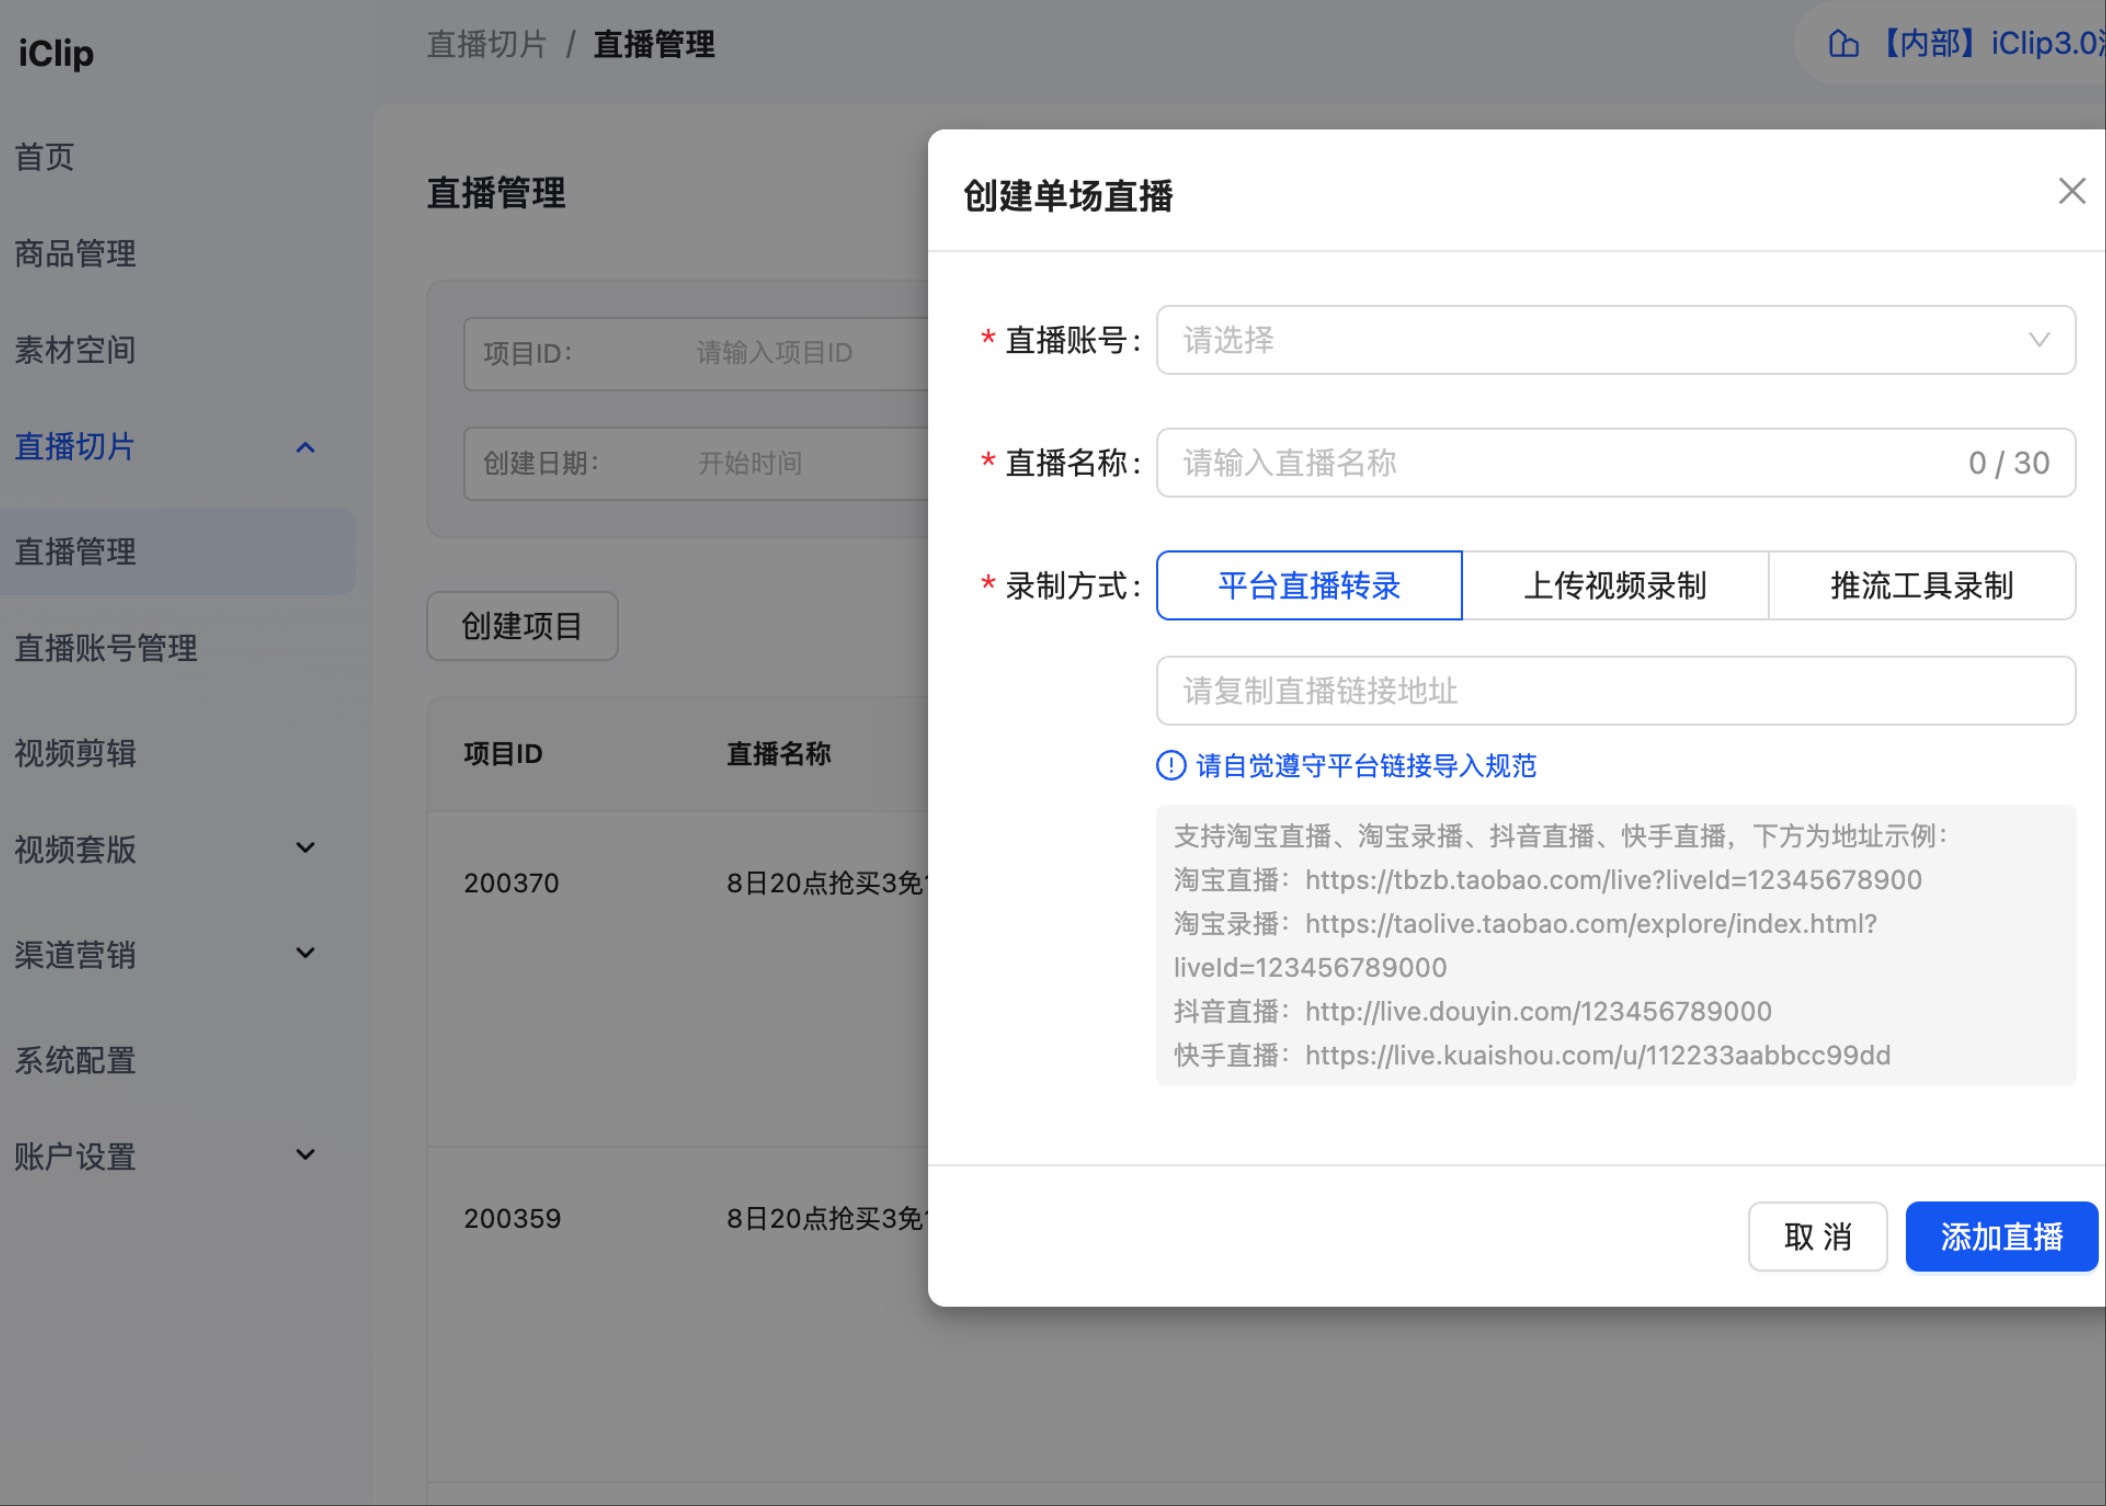 iClip
首页
商品管理
素材空间
直播切片
直播管理
直播账号管理
视频剪辑
视频套版
渠道营销
系统配置
账户设置
直播切片 / 直播管理
【内部】iClip3.0
直播管理
项目ID： 请输入项目ID
创建日期： 开始时间
创建项目
项目ID 直播名称
200370 8日20点抢买3免
200359 8日20点抢买3免
创建单场直播
* 直播账号： 请选择
* 直播名称： 请输入直播名称 0 / 30
* 录制方式： 平台直播转录 上传视频录制 推流工具录制
请复制直播链接地址
请自觉遵守平台链接导入规范
支持淘宝直播、淘宝录播、抖音直播、快手直播，下方为地址示例：
淘宝直播：https://tbzb.taobao.com/live?liveId=12345678900
淘宝录播：https://taolive.taobao.com/explore/index.html?
liveId=123456789000
抖音直播：http://live.douyin.com/123456789000
快手直播：https://live.kuaishou.com/u/112233aabbcc99dd
取 消
添加直播